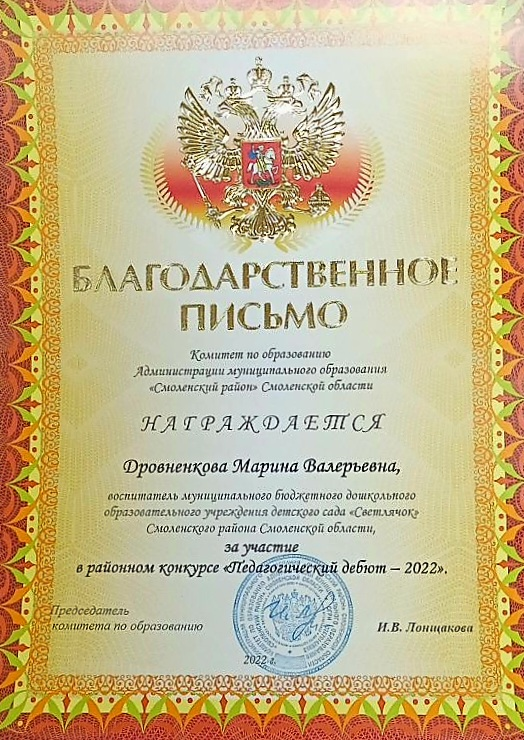 БЛАГОДАРСТВЕННОЕ
ПИСЬМО
Комитет по образованию
Администрации муниципального образования
«Смоленский район» Смоленской области
НАГРАЖДАЕТСЯ
Дровненкова Марина Валерьевна,
воспитатель муниципального бюджетного дошкольного
образовательного учреждения детского сада «Светлячок»
Смоленского района Смоленской области,
за участие
в районном конкурсе «Педагогический дебют – 2022».
Председатель
комитета по образованию
И.В. Лонщакова
2022 г.